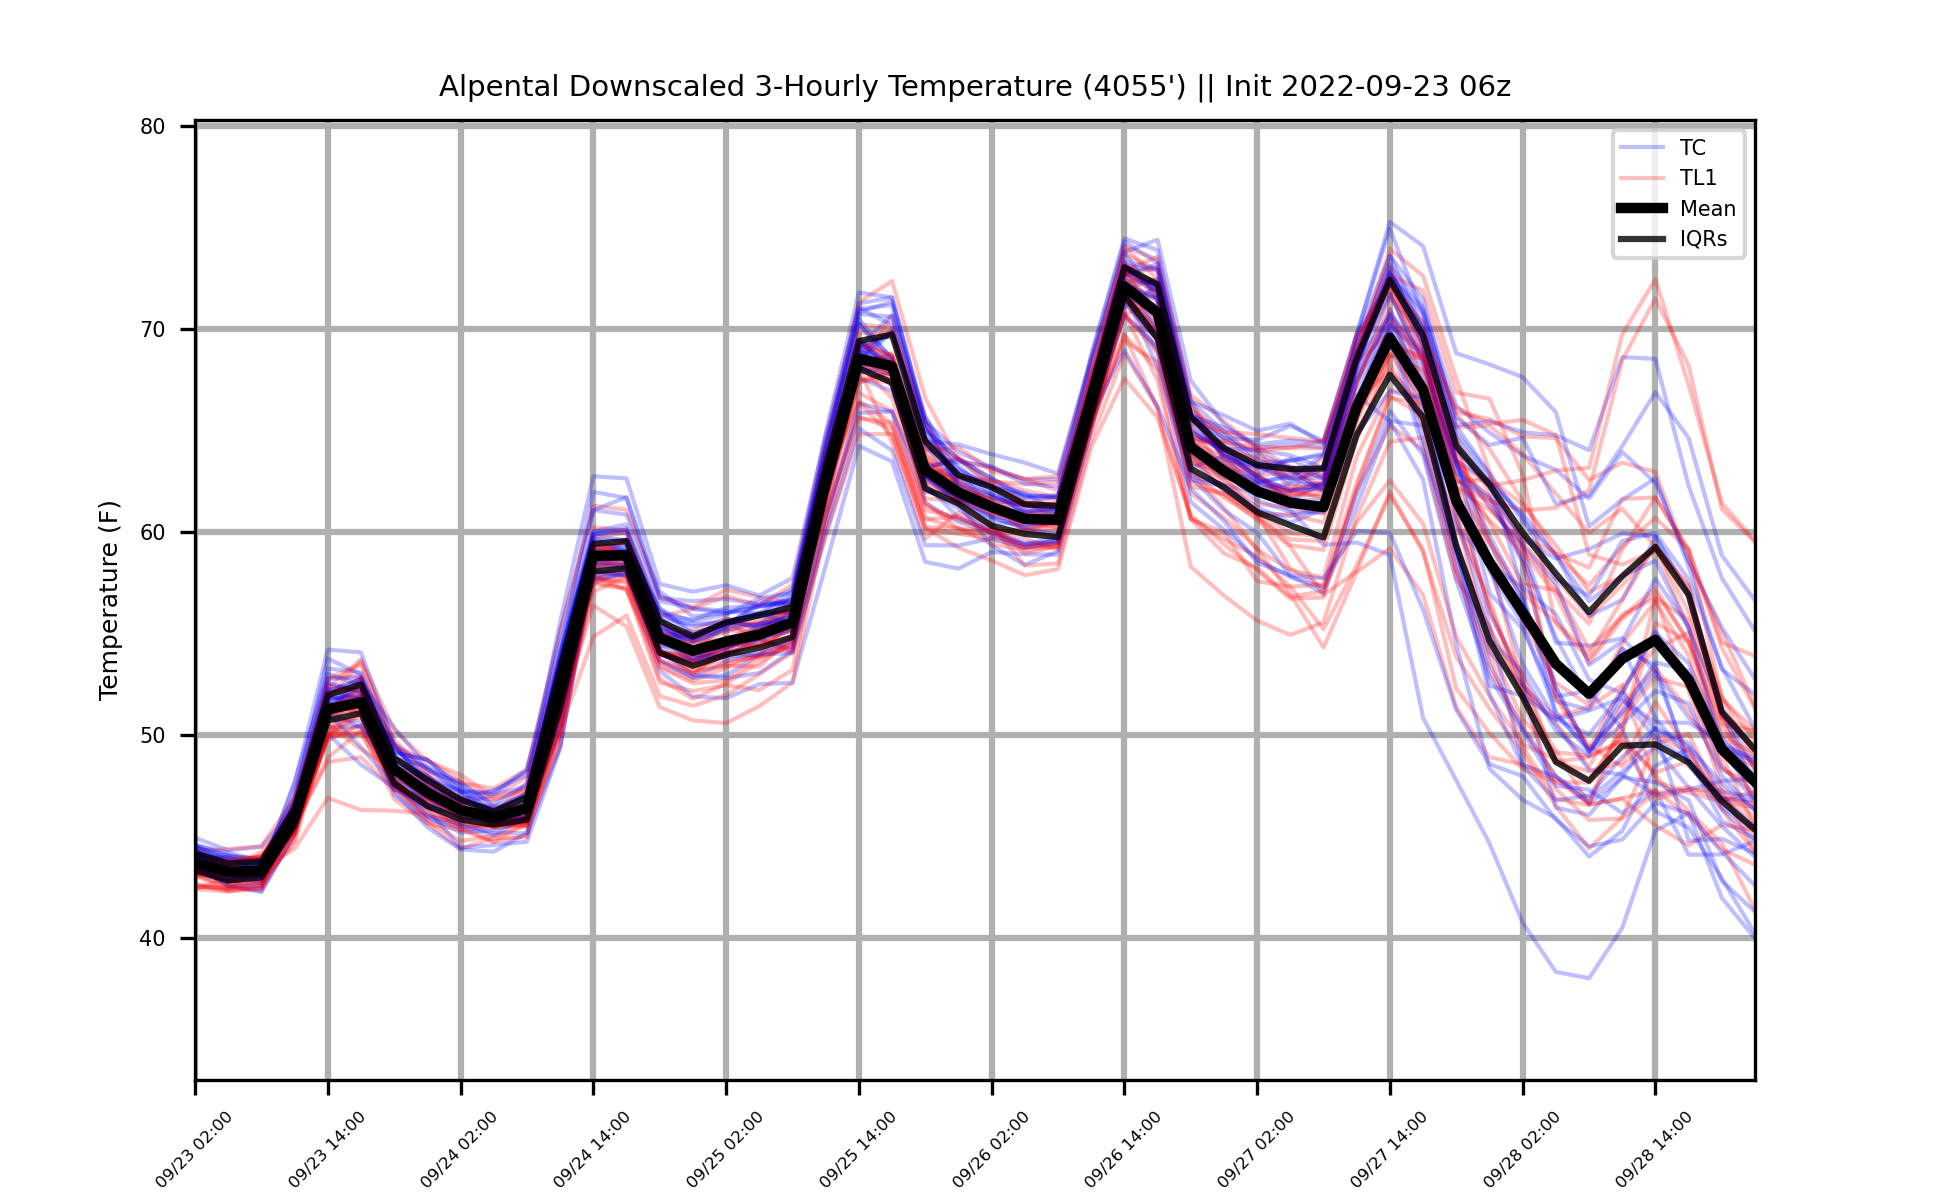 Alpental Downscaled 3-Hourly Temperature (4055') || Init 2022-09-23 06z
TC
TL1
Mean
IQRs
Temperature (F)
80
70
60
50
40
09/23 02:00
09/23 14:00
09/24 02:00
09/24 14:00
09/25 02:00
09/25 14:00
09/26 02:00
09/26 14:00
09/27 02:00
09/27 14:00
09/28 02:00
09/28 14:00